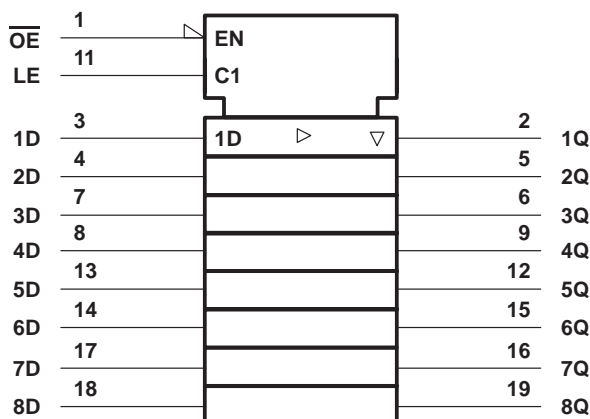 1
OE EN
11
LE C1
3 2
1D 1D 1Q
4 5
2D 2Q
7 6
3D 3Q
8 9
4D 4Q
13 12
5D 5Q
14 15
6D 6Q
17 16
7D 7Q
18 19
8D 8Q